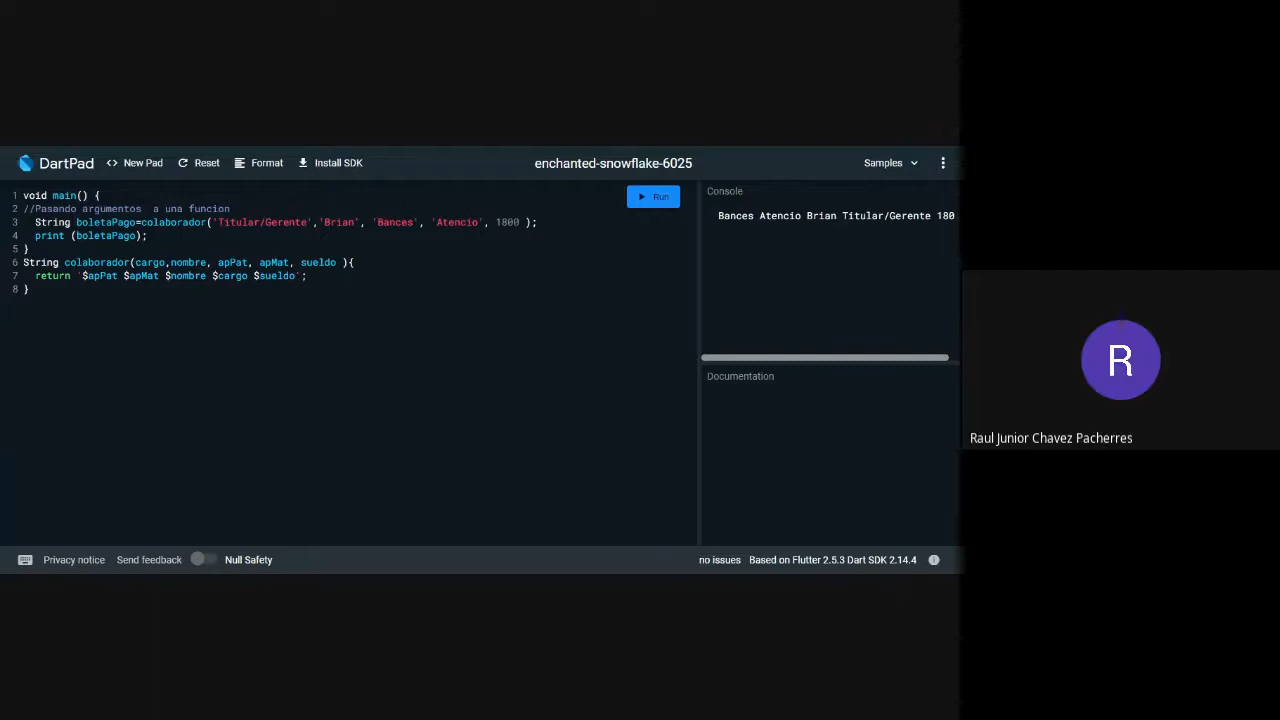 DartPad <> New Pad Reset Format Install SDK enchanted-snowflake-6025 Samples
1 void main() {
2 //Pasando argumentos  a una funcion
3   String boletaPago=colaborador('Titular/Gerente','Brian', 'Bances', 'Atencio', 1800 );
4   print (boletaPago);
5 }
6 String colaborador(cargo,nombre, apPat, apMat, sueldo ){
7   return '$apPat $apMat $nombre $cargo $sueldo';
8 }
Run
Console
Bances Atencio Brian Titular/Gerente 180
Documentation
R
Raul Junior Chavez Pacherres
Privacy notice Send feedback Null Safety no issues Based on Flutter 2.5.3 Dart SDK 2.14.4